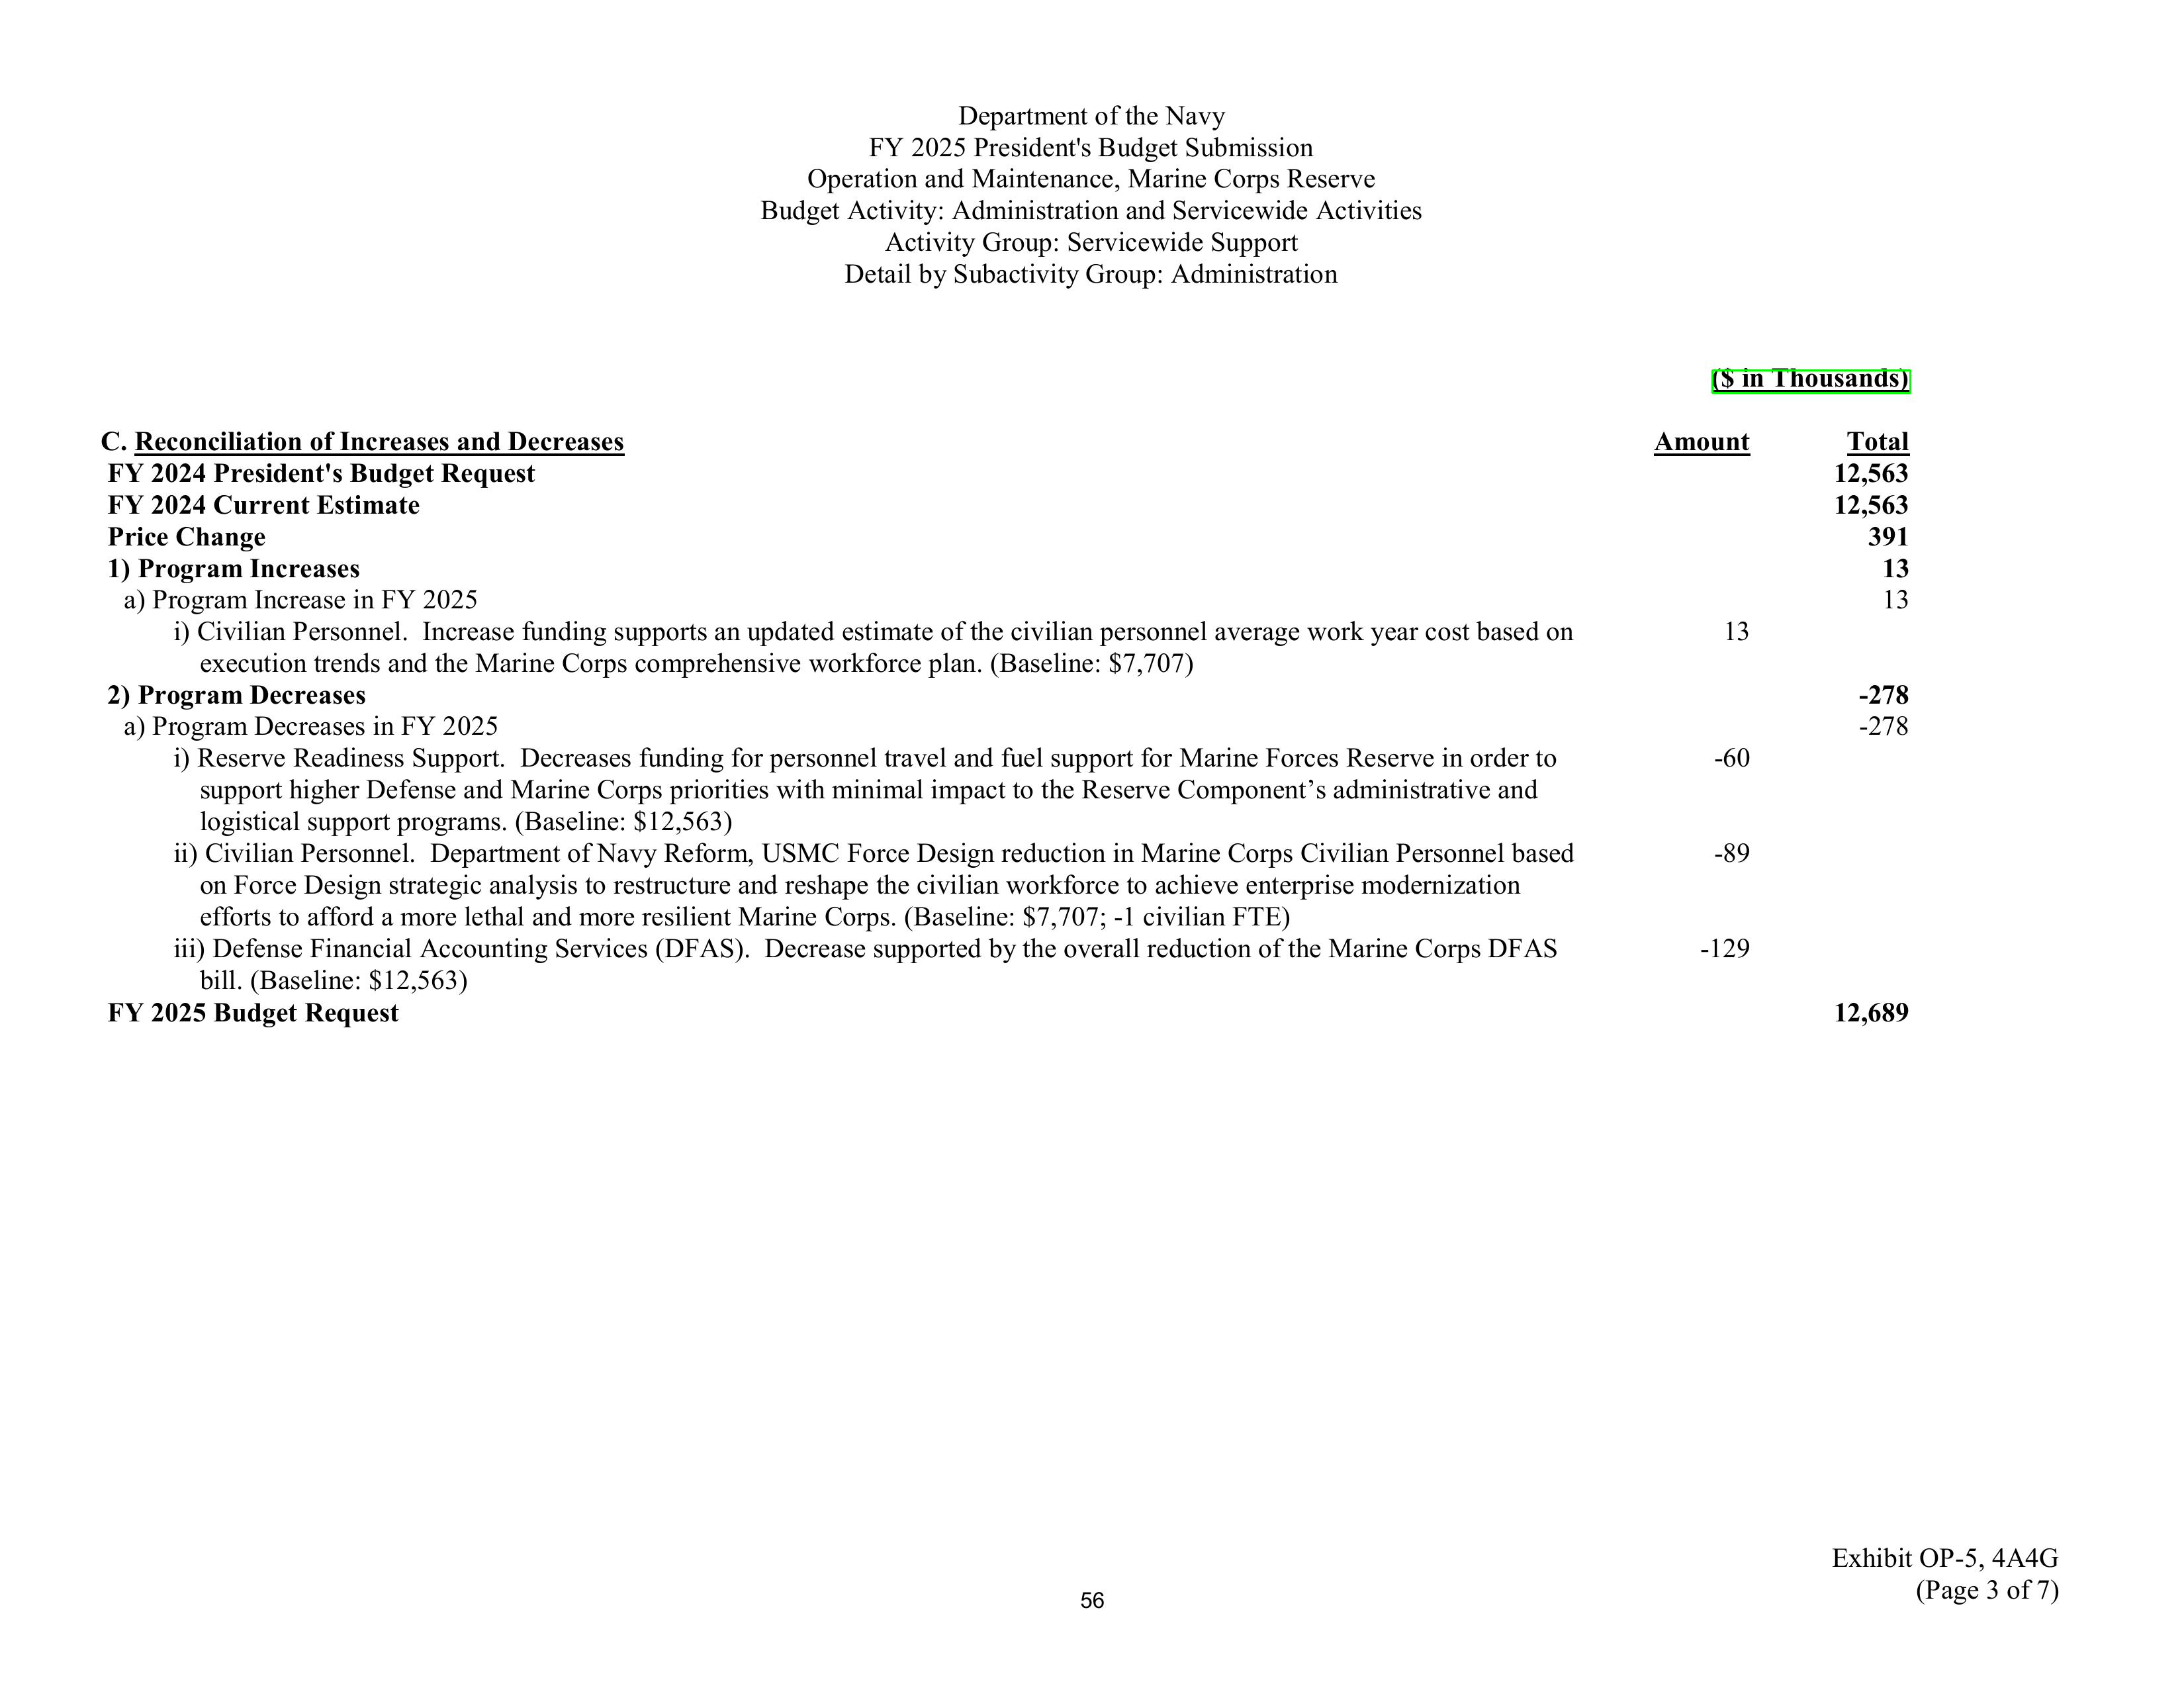 Department of the Navy
FY 2025 President's Budget Submission
Operation and Maintenance, Marine Corps Reserve
Budget Activity: Administration and Servicewide Activities
Activity Group: Servicewide Support
Detail by Subactivity Group: Administration
($ in Thousands)
C. Reconciliation of Increases and Decreases Amount Total
FY 2024 President's Budget Request 12,563
FY 2024 Current Estimate 12,563
Price Change 391
1) Program Increases 13
a) Program Increase in FY 2025 13
i) Civilian Personnel. Increase funding supports an updated estimate of the civilian personnel average work year cost based on 13
execution trends and the Marine Corps comprehensive workforce plan. (Baseline: $7,707)
2) Program Decreases -278
a) Program Decreases in FY 2025 -278
i) Reserve Readiness Support. Decreases funding for personnel travel and fuel support for Marine Forces Reserve in order to -60
support higher Defense and Marine Corps priorities with minimal impact to the Reserve Component’s administrative and
logistical support programs. (Baseline: $12,563)
ii) Civilian Personnel. Department of Navy Reform, USMC Force Design reduction in Marine Corps Civilian Personnel based -89
on Force Design strategic analysis to restructure and reshape the civilian workforce to achieve enterprise modernization
efforts to afford a more lethal and more resilient Marine Corps. (Baseline: $7,707; -1 civilian FTE)
iii) Defense Financial Accounting Services (DFAS). Decrease supported by the overall reduction of the Marine Corps DFAS -129
bill. (Baseline: $12,563)
FY 2025 Budget Request 12,689
Exhibit OP-5, 4A4G
(Page 3 of 7)
56